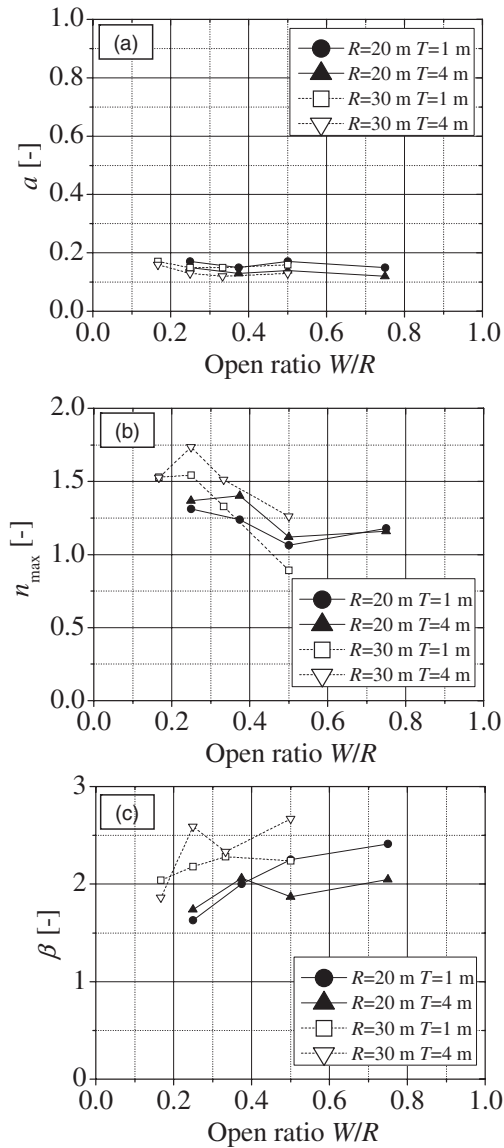 (a)
1.0
0.8
0.6
0.4
0.2
0.0
a [-]
R=20 m T=1 m
R=20 m T=4 m
R=30 m T=1 m
R=30 m T=4 m
0.0 0.2 0.4 0.6 0.8 1.0
Open ratio W/R
(b)
2.0
1.5
1.0
0.5
0.0
n max [-]
R=20 m T=1 m
R=20 m T=4 m
R=30 m T=1 m
R=30 m T=4 m
0.0 0.2 0.4 0.6 0.8 1.0
Open ratio W/R
(c)
3
2
1
0
β [-]
R=20 m T=1 m
R=20 m T=4 m
R=30 m T=1 m
R=30 m T=4 m
0.0 0.2 0.4 0.6 0.8 1.0
Open ratio W/R